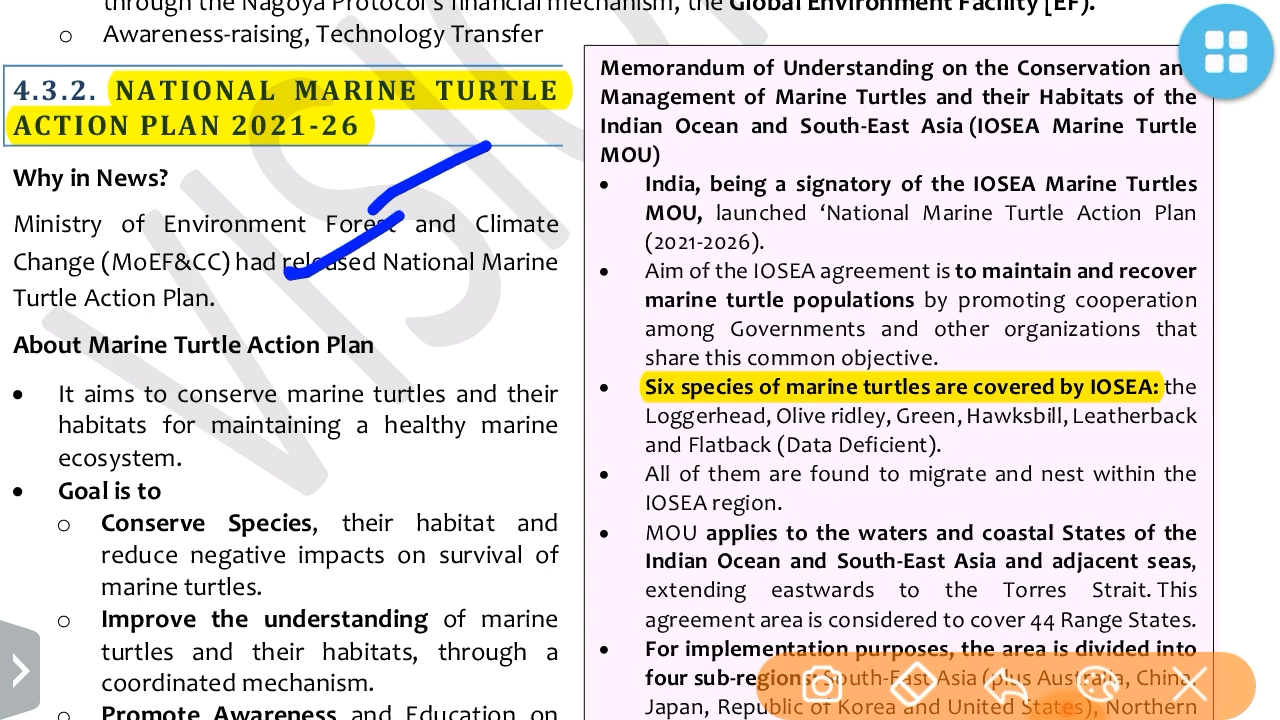 through the Nagoya Protocol's financial mechanism, the Global Environment Facility [EF).
o Awareness-raising, Technology Transfer
4.3.2. NATIONAL MARINE TURTLE
ACTION PLAN 2021-26
Why in News?
Ministry of Environment Forest and Climate
Change (MoEF&CC) had released National Marine
Turtle Action Plan.
About Marine Turtle Action Plan
• It aims to conserve marine turtles and their
habitats for maintaining a healthy marine
ecosystem.
• Goal is to
o Conserve Species, their habitat and
reduce negative impacts on survival of
marine turtles.
o Improve the understanding of marine
turtles and their habitats, through a
coordinated mechanism.
o Promote Awareness and Education on
Memorandum of Understanding on the Conservation an
Management of Marine Turtles and their Habitats of the
Indian Ocean and South-East Asia (IOSEA Marine Turtle
MOU)
• India, being a signatory of the IOSEA Marine Turtles
MOU, launched ‘National Marine Turtle Action Plan
(2021-2026).
• Aim of the IOSEA agreement is to maintain and recover
marine turtle populations by promoting cooperation
among Governments and other organizations that
share this common objective.
• Six species of marine turtles are covered by IOSEA: the
Loggerhead, Olive ridley, Green, Hawksbill, Leatherback
and Flatback (Data Deficient).
• All of them are found to migrate and nest within the
IOSEA region.
• MOU applies to the waters and coastal States of the
Indian Ocean and South-East Asia and adjacent seas,
extending eastwards to the Torres Strait. This
agreement area is considered to cover 44 Range States.
• For implementation purposes, the area is divided into
four sub-regions: South-East Asia (plus Australia, China,
Japan, Republic of Korea and United States), Northern